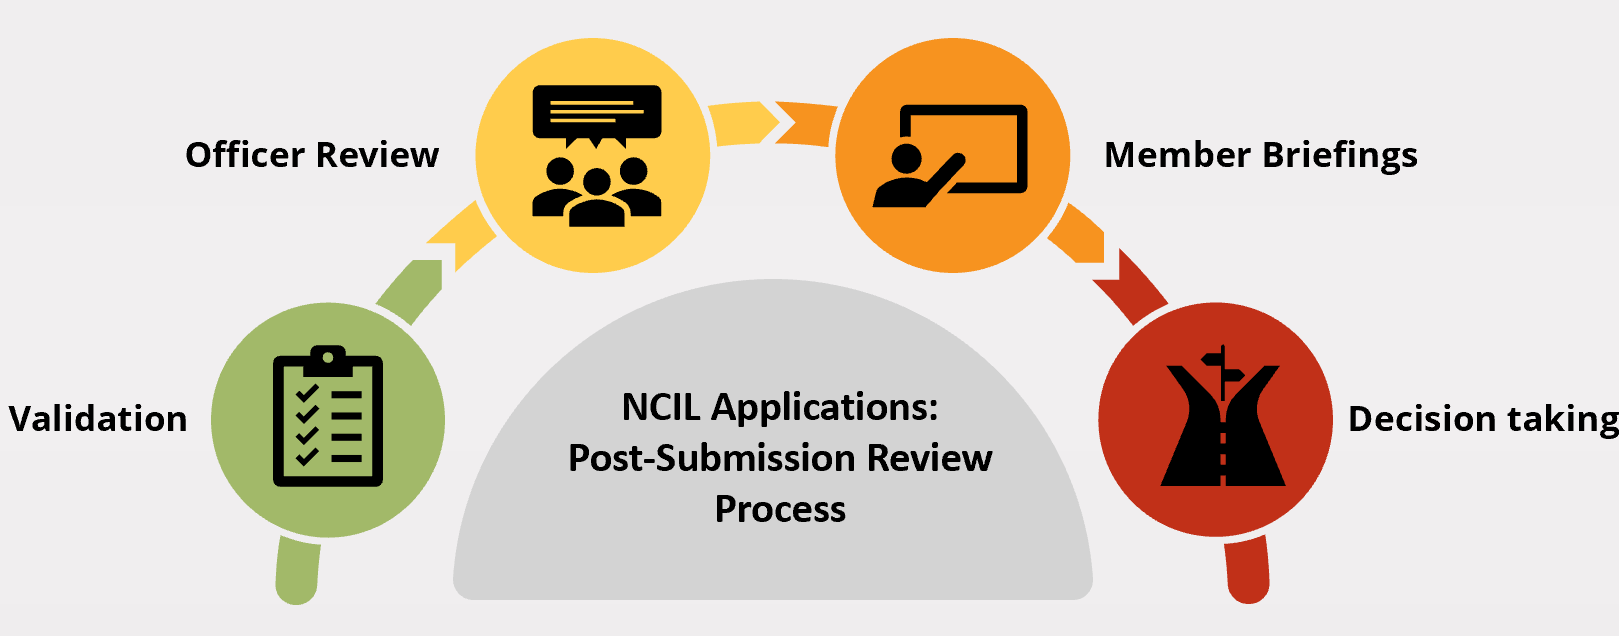 Officer Review
Member Briefings
Validation
NCIL Applications:
Post-Submission Review
Process
Decision taking